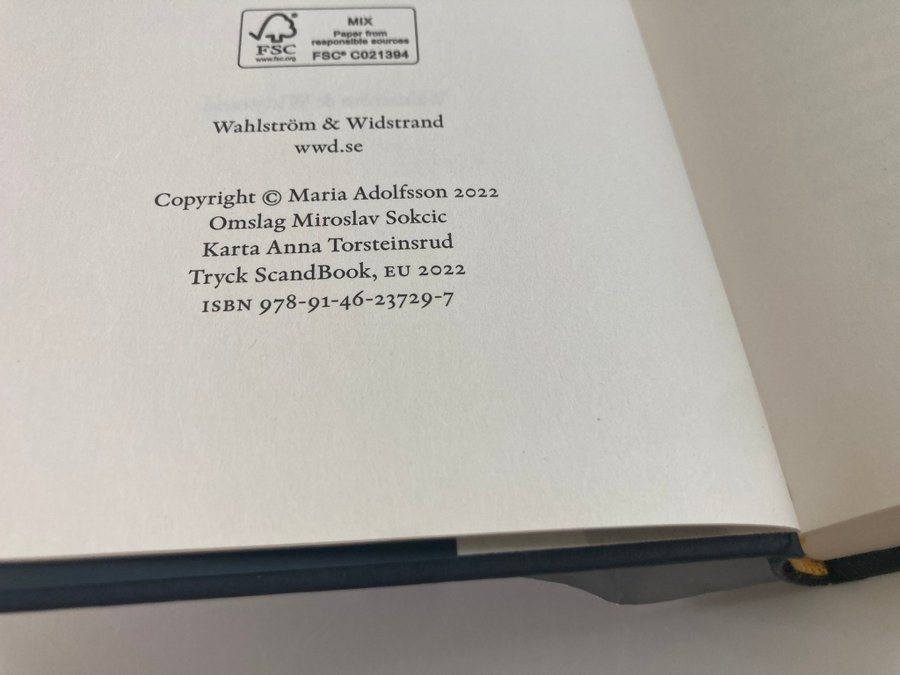 FSC
www.fsc.org
MIX
Paper from
responsible sources
FSC® C021394
Wahlström & Widstrand
wwd.se
Copyright © Maria Adolfsson 2022
Omslag Miroslav Sokcic
Karta Anna Torsteinsrud
Tryck ScandBook, EU 2022
ISBN 978-91-46-23729-7